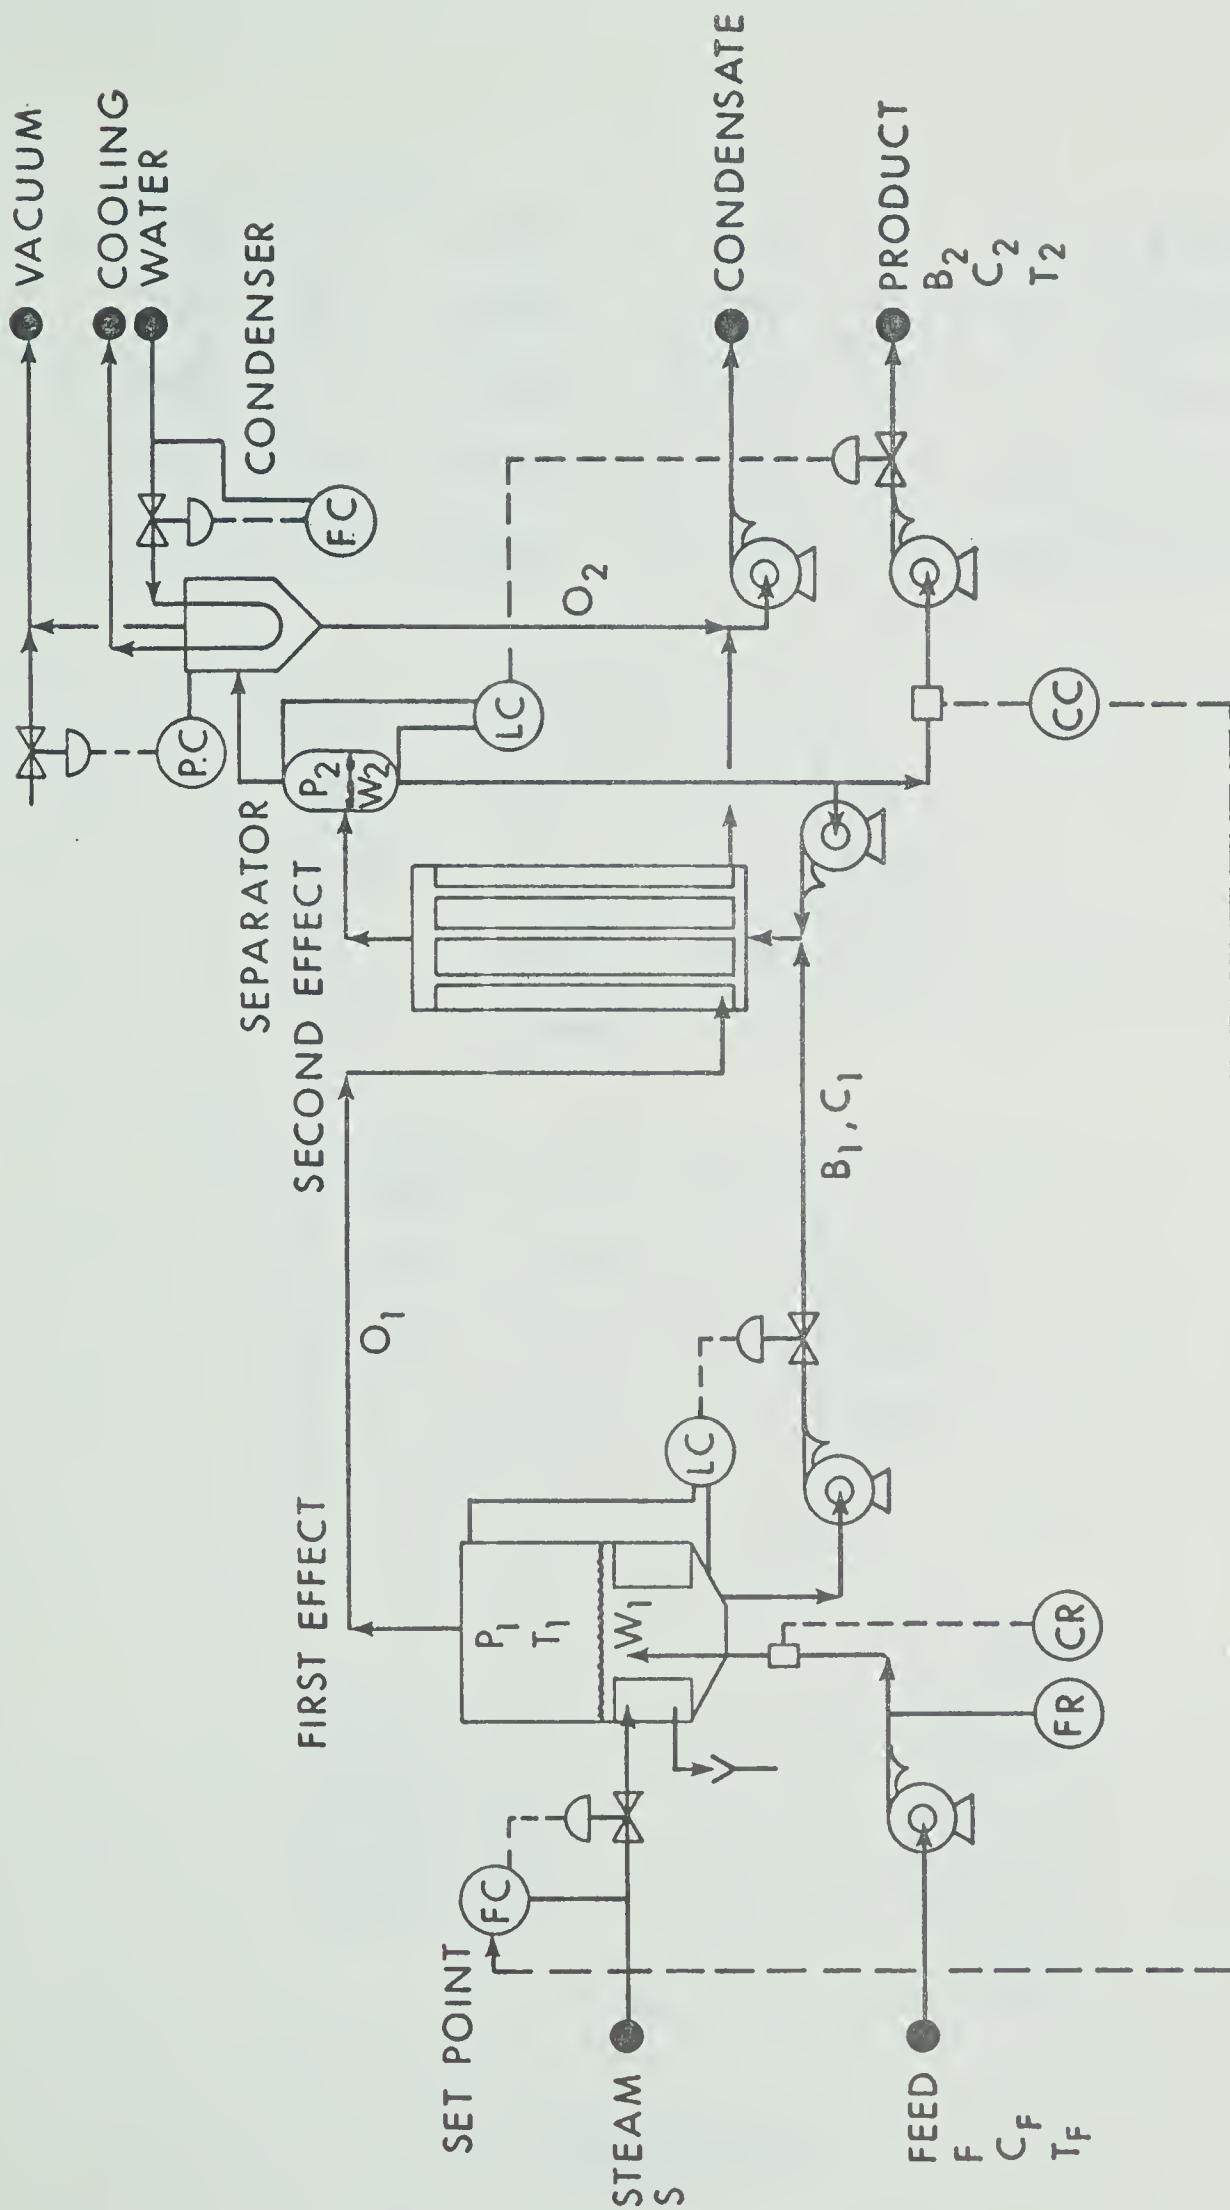 VACUUM
COOLING
WATER
CONDENSER
F.C
P.C
SEPARATOR
P2
W2
LC
SECOND EFFECT
O2
CONDENSATE
PRODUCT
B2
C2
T2
CC
O1
B1, C1
FIRST EFFECT
P1
T1
W1
LC
CR
FR
SET POINT
FC
STEAM
S
FEED
F
CF
TF